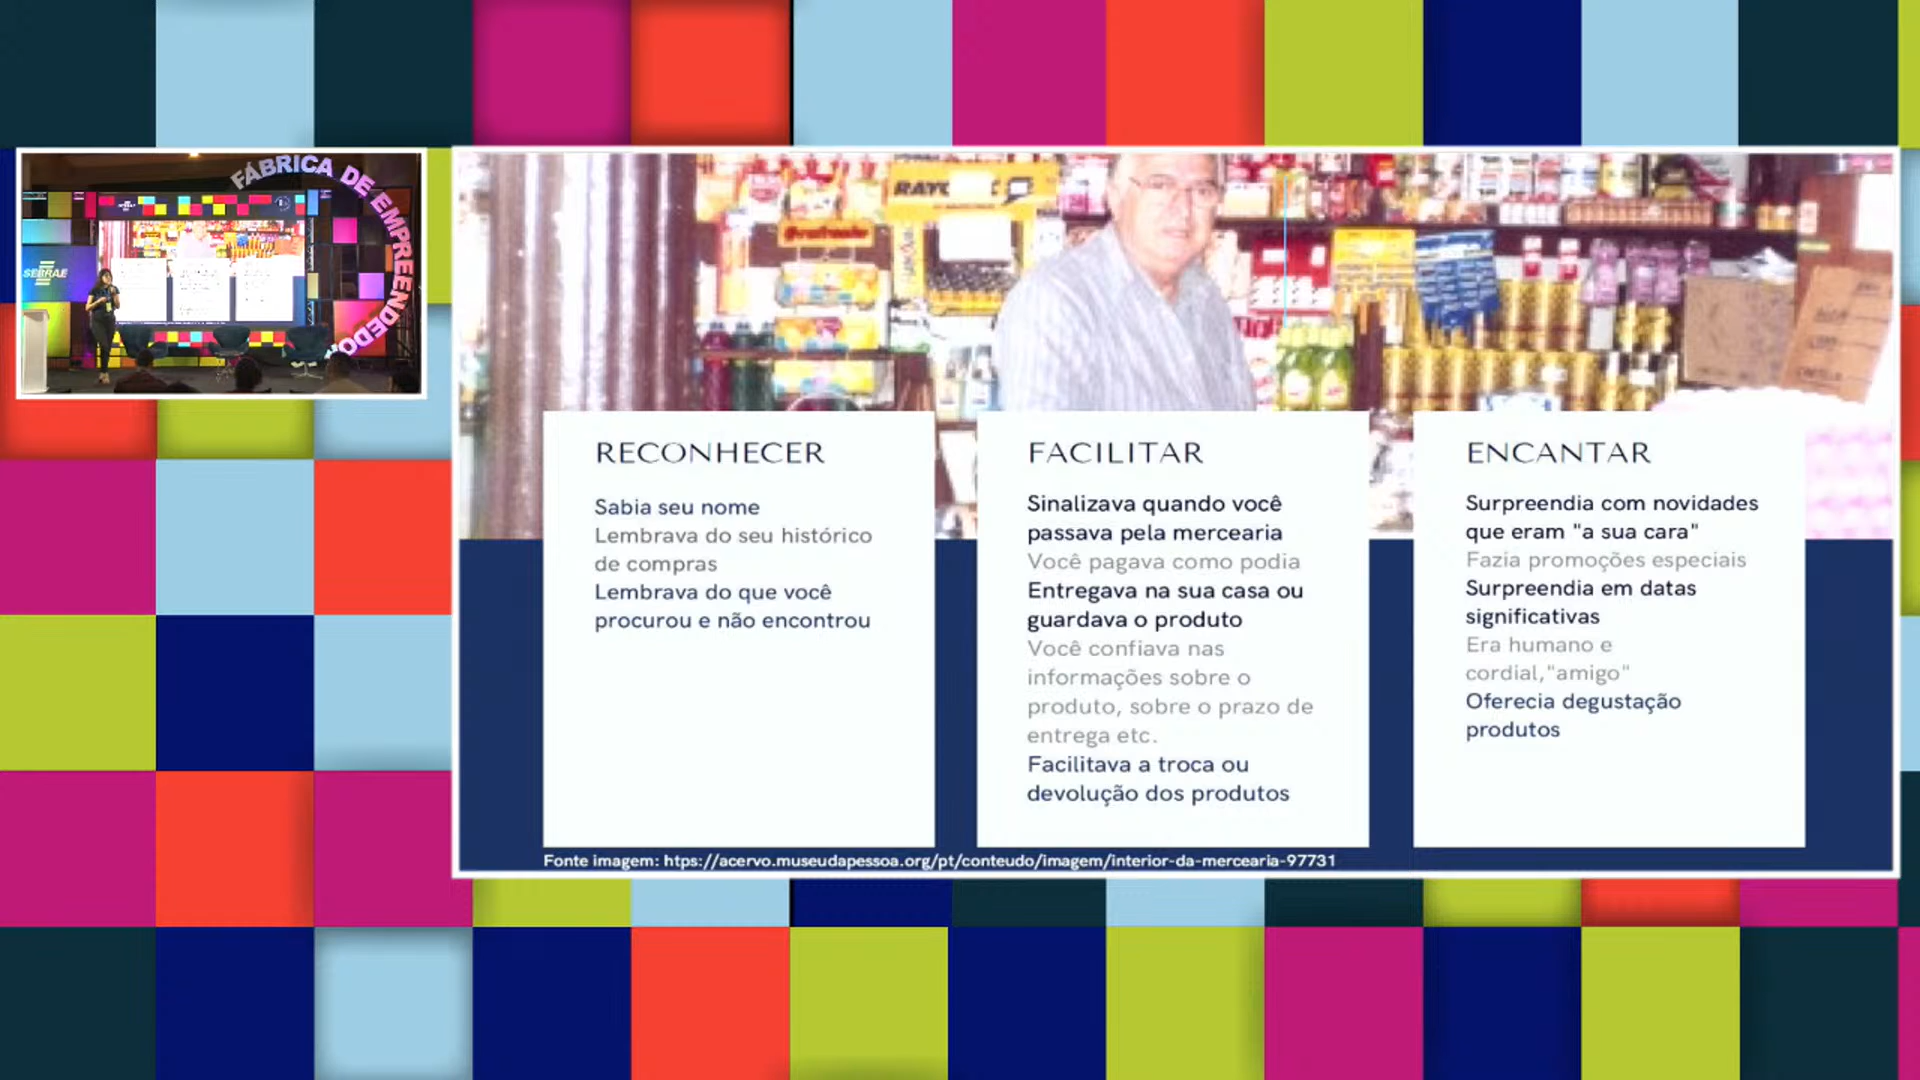 FÁBRICA DE EMPREENDEDOR
SEBRAE
RECONHECER
Sabia seu nome
Lembrava do seu histórico
de compras
Lembrava do que você
procurou e não encontrou
FACILITAR
Sinalizava quando você
passava pela mercearia
Você pagava como podia
Entregava na sua casa ou
guardava o produto
Você confiava nas
informações sobre o
produto, sobre o prazo de
entrega etc.
Facilitava a troca ou
devolução dos produtos
ENCANTAR
Surpreendia com novidades
que eram "a sua cara"
Fazia promoções especiais
Surpreendia em datas
significativas
Era humano e
cordial,"amigo"
Oferecia degustação
produtos
Fonte imagem: https://acervo.museudapessoa.org/pt/conteudo/imagem/interior-da-mercearia-97731